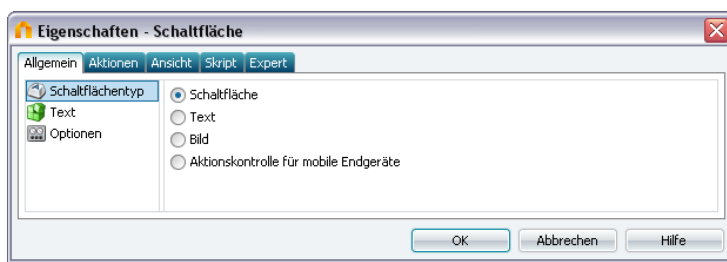 Eigenschaften - Schaltfläche
Allgemein Aktionen Ansicht Skript Expert
Schaltflächentyp
Text
Optionen
Schaltfläche
Text
Bild
Aktionskontrolle für mobile Endgeräte
OK Abbrechen Hilfe